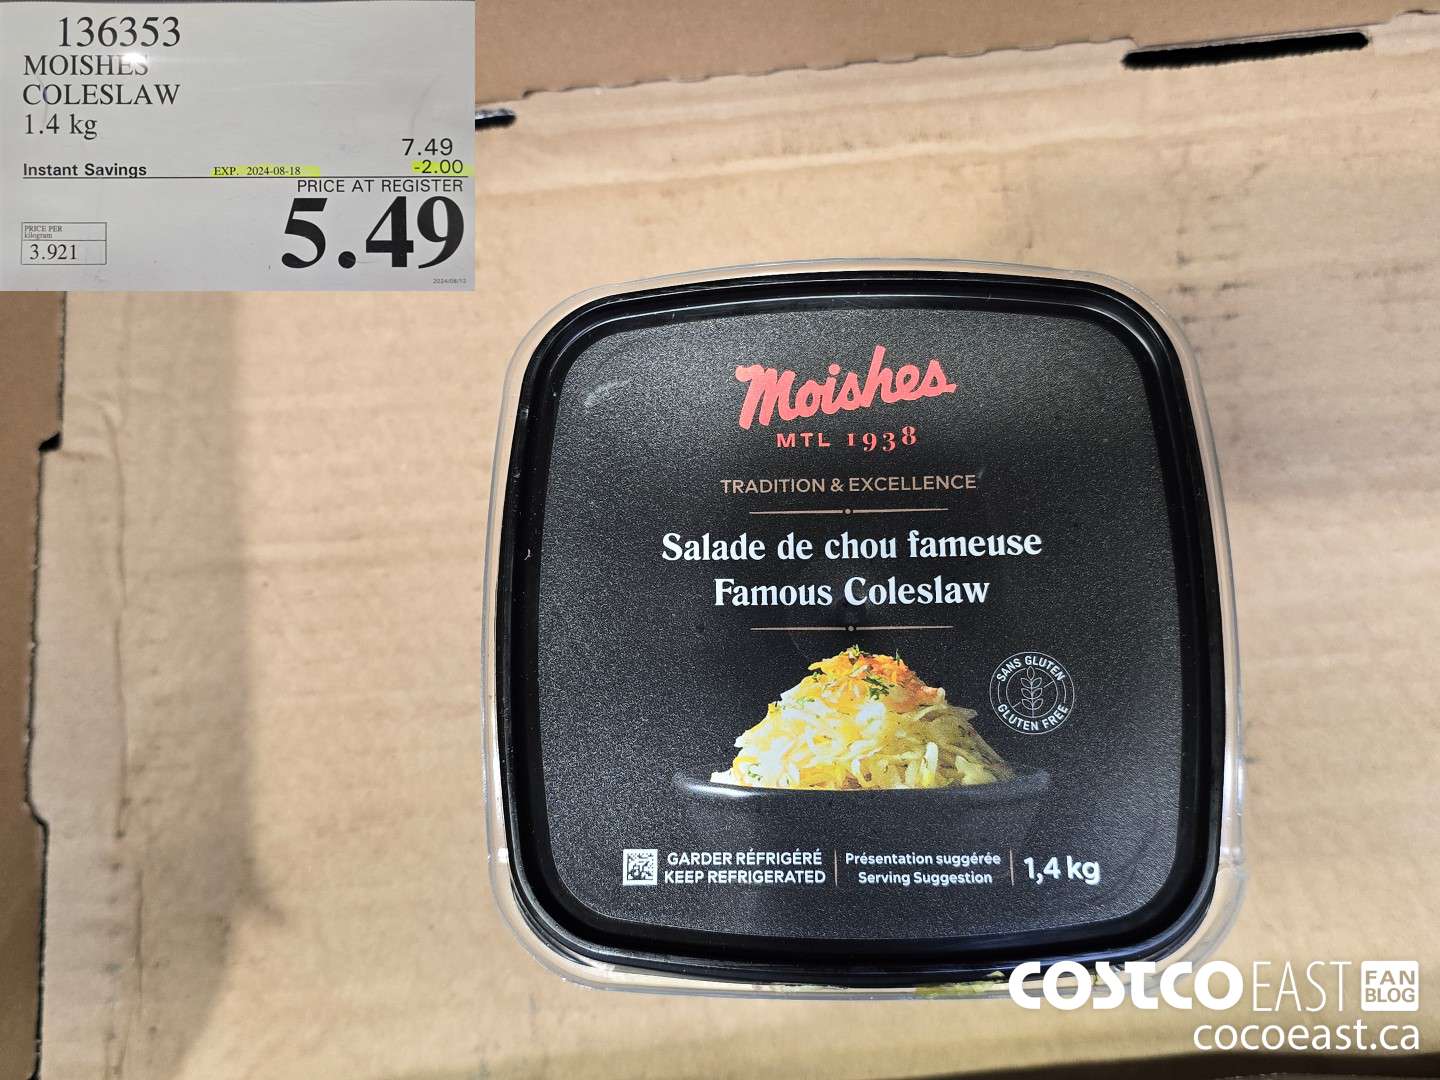 136353
MOISHES
COLESLAW
1.4 kg
7.49
Instant Savings EXP. 2024-08-18 -2.00
PRICE AT REGISTER
5.49
PRICE PER
kilogram
3.921
2024/08/12
Moishes
MTL 1938
TRADITION & EXCELLENCE
Salade de chou fameuse
Famous Coleslaw
SANS GLUTEN
GLUTEN FREE
GARDER RÉFRIGÉRÉ
KEEP REFRIGERATED
Présentation suggérée
Serving Suggestion
1,4 kg
COSTCO EAST FAN BLOG
cocoeast.ca